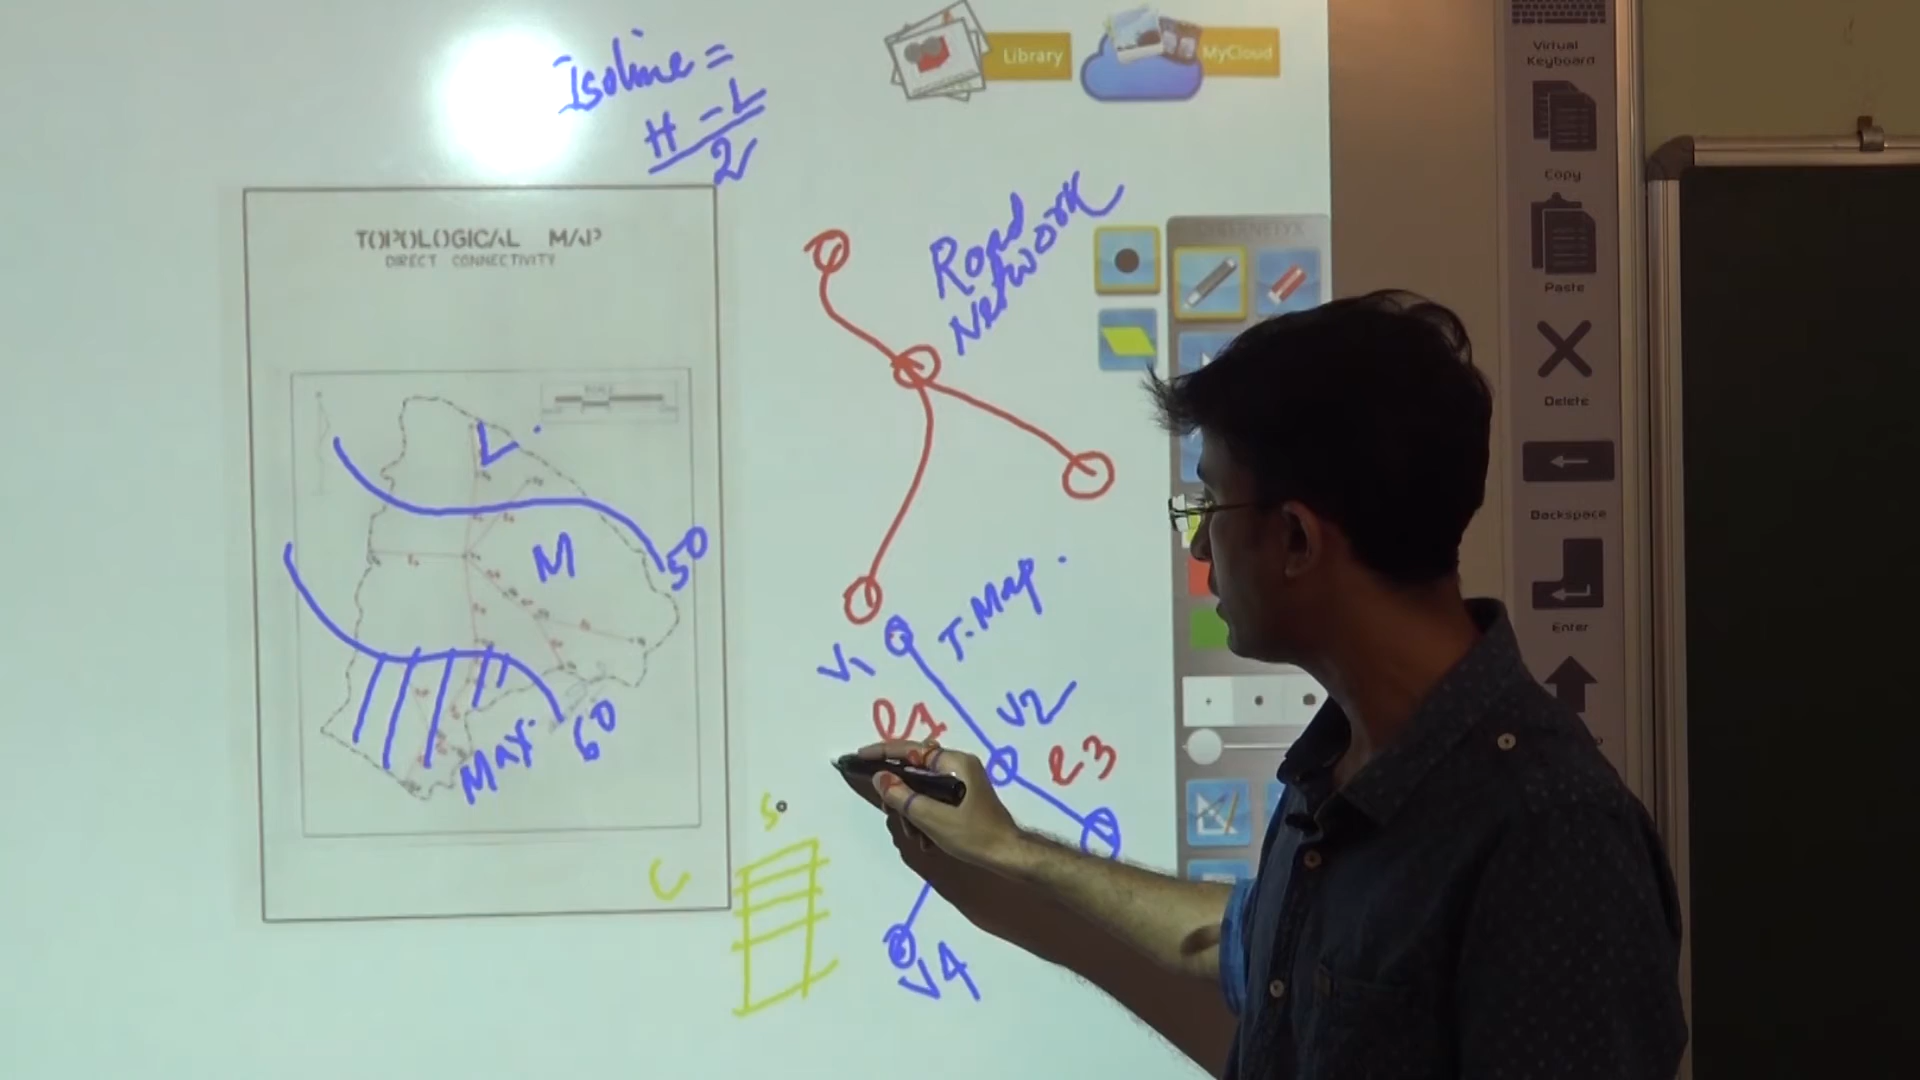 Isoline =
H - L
2
Library
MyCloud
Virtual
Keyboard
Copy
Paste
Delete
Backspace
Enter
TOPOLOGICAL MAP
DIRECT CONNECTIVITY
Road
Network
L
M
50
60
Max
T. Map.
V1
V2
e1
e3
V4